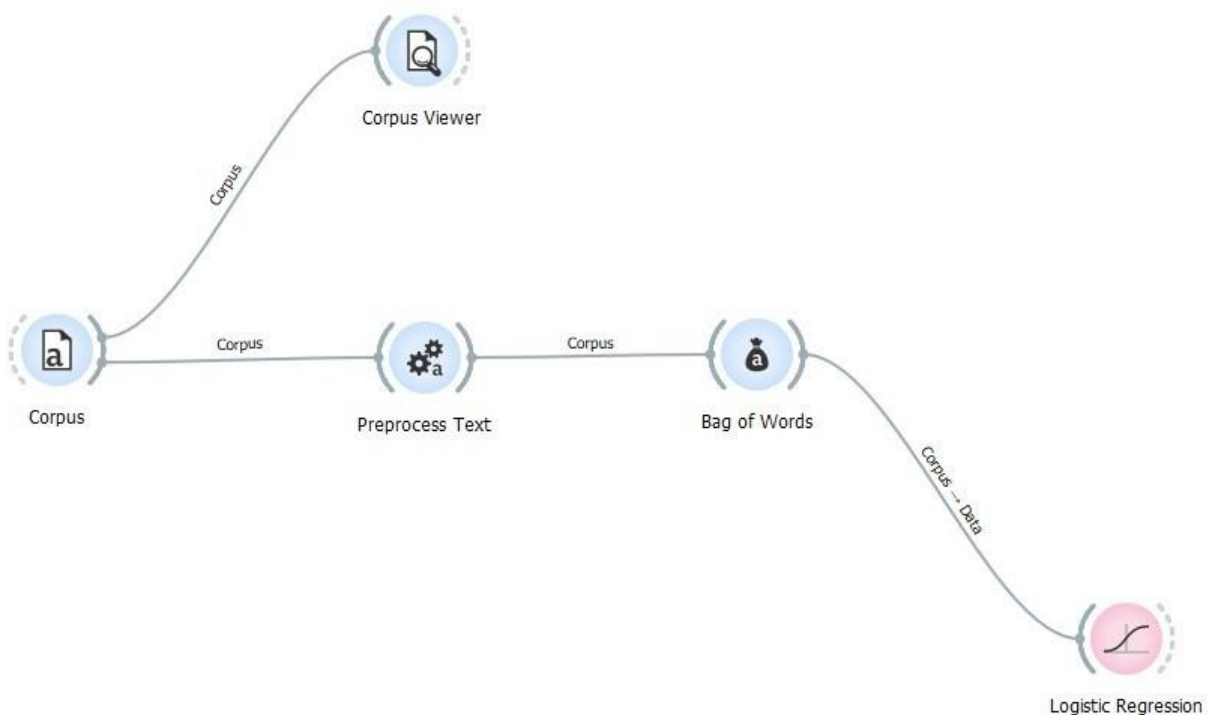 Corpus Viewer
Corpus
Corpus
Corpus
Corpus
Preprocess Text
Bag of Words
Corpus → Data
Logistic Regression